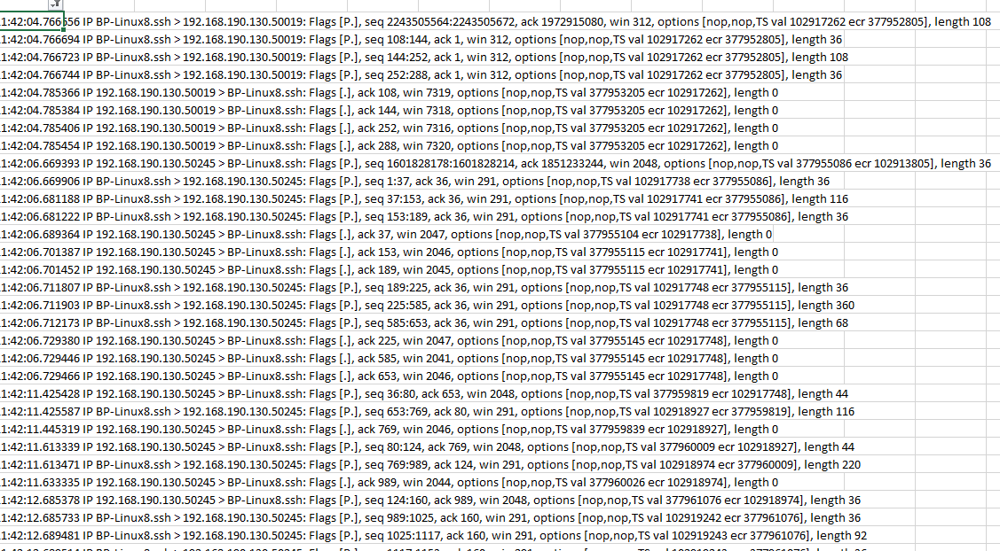 1:42:04.766656 IP BP-Linux8.ssh > 192.168.190.130.50019: Flags [P.], seq 2243505564:2243505672, ack 1972915080, win 312, options [nop,nop,TS val 102917262 ecr 377952805], length 108
1:42:04.766694 IP BP-Linux8.ssh > 192.168.190.130.50019: Flags [P.], seq 108:144, ack 1, win 312, options [nop,nop,TS val 102917262 ecr 377952805], length 36
1:42:04.766723 IP BP-Linux8.ssh > 192.168.190.130.50019: Flags [P.], seq 144:252, ack 1, win 312, options [nop,nop,TS val 102917262 ecr 377952805], length 108
1:42:04.766744 IP BP-Linux8.ssh > 192.168.190.130.50019: Flags [P.], seq 252:288, ack 1, win 312, options [nop,nop,TS val 102917262 ecr 377952805], length 36
1:42:04.785366 IP 192.168.190.130.50019 > BP-Linux8.ssh: Flags [.], ack 108, win 7319, options [nop,nop,TS val 377953205 ecr 102917262], length 0
1:42:04.785384 IP 192.168.190.130.50019 > BP-Linux8.ssh: Flags [.], ack 144, win 7318, options [nop,nop,TS val 377953205 ecr 102917262], length 0
1:42:04.785406 IP 192.168.190.130.50019 > BP-Linux8.ssh: Flags [.], ack 252, win 7316, options [nop,nop,TS val 377953205 ecr 102917262], length 0
1:42:04.785454 IP 192.168.190.130.50019 > BP-Linux8.ssh: Flags [.], ack 288, win 7320, options [nop,nop,TS val 377953205 ecr 102917262], length 0
1:42:06.669393 IP 192.168.190.130.50245 > BP-Linux8.ssh: Flags [P.], seq 1601828178:1601828214, ack 1851233244, win 2048, options [nop,nop,TS val 377955086 ecr 102913805], length 36
1:42:06.669906 IP BP-Linux8.ssh > 192.168.190.130.50245: Flags [P.], seq 1:37, ack 36, win 291, options [nop,nop,TS val 102917738 ecr 377955086], length 36
1:42:06.681188 IP BP-Linux8.ssh > 192.168.190.130.50245: Flags [P.], seq 37:153, ack 36, win 291, options [nop,nop,TS val 102917741 ecr 377955086], length 116
1:42:06.681222 IP BP-Linux8.ssh > 192.168.190.130.50245: Flags [P.], seq 153:189, ack 36, win 291, options [nop,nop,TS val 102917741 ecr 377955086], length 36
1:42:06.689364 IP 192.168.190.130.50245 > BP-Linux8.ssh: Flags [.], ack 37, win 2047, options [nop,nop,TS val 377955104 ecr 102917738], length 0
1:42:06.701387 IP 192.168.190.130.50245 > BP-Linux8.ssh: Flags [.], ack 153, win 2046, options [nop,nop,TS val 377955115 ecr 102917741], length 0
1:42:06.701452 IP 192.168.190.130.50245 > BP-Linux8.ssh: Flags [.], ack 189, win 2045, options [nop,nop,TS val 377955115 ecr 102917741], length 0
1:42:06.711807 IP BP-Linux8.ssh > 192.168.190.130.50245: Flags [P.], seq 189:225, ack 36, win 291, options [nop,nop,TS val 102917748 ecr 377955115], length 36
1:42:06.711903 IP BP-Linux8.ssh > 192.168.190.130.50245: Flags [P.], seq 225:585, ack 36, win 291, options [nop,nop,TS val 102917748 ecr 377955115], length 360
1:42:06.712173 IP BP-Linux8.ssh > 192.168.190.130.50245: Flags [P.], seq 585:653, ack 36, win 291, options [nop,nop,TS val 102917748 ecr 377955115], length 68
1:42:06.729380 IP 192.168.190.130.50245 > BP-Linux8.ssh: Flags [.], ack 225, win 2047, options [nop,nop,TS val 377955145 ecr 102917748], length 0
1:42:06.729446 IP 192.168.190.130.50245 > BP-Linux8.ssh: Flags [.], ack 585, win 2041, options [nop,nop,TS val 377955145 ecr 102917748], length 0
1:42:06.729466 IP 192.168.190.130.50245 > BP-Linux8.ssh: Flags [.], ack 653, win 2046, options [nop,nop,TS val 377955145 ecr 102917748], length 0
1:42:11.425428 IP 192.168.190.130.50245 > BP-Linux8.ssh: Flags [P.], seq 36:80, ack 653, win 2048, options [nop,nop,TS val 377959819 ecr 102917748], length 44
1:42:11.425587 IP BP-Linux8.ssh > 192.168.190.130.50245: Flags [P.], seq 653:769, ack 80, win 291, options [nop,nop,TS val 102918927 ecr 377959819], length 116
1:42:11.445319 IP 192.168.190.130.50245 > BP-Linux8.ssh: Flags [.], ack 769, win 2046, options [nop,nop,TS val 377959839 ecr 102918927], length 0
1:42:11.613339 IP 192.168.190.130.50245 > BP-Linux8.ssh: Flags [P.], seq 80:124, ack 769, win 2048, options [nop,nop,TS val 377960009 ecr 102918927], length 44
1:42:11.613471 IP BP-Linux8.ssh > 192.168.190.130.50245: Flags [P.], seq 769:989, ack 124, win 291, options [nop,nop,TS val 102918974 ecr 377960009], length 220
1:42:11.633335 IP 192.168.190.130.50245 > BP-Linux8.ssh: Flags [.], ack 989, win 2044, options [nop,nop,TS val 377960026 ecr 102918974], length 0
1:42:12.685378 IP 192.168.190.130.50245 > BP-Linux8.ssh: Flags [P.], seq 124:160, ack 989, win 2048, options [nop,nop,TS val 377961076 ecr 102918974], length 36
1:42:12.685733 IP BP-Linux8.ssh > 192.168.190.130.50245: Flags [P.], seq 989:1025, ack 160, win 291, options [nop,nop,TS val 102919242 ecr 377961076], length 36
1:42:12.689481 IP BP-Linux8.ssh > 192.168.190.130.50245: Flags [P.], seq 1025:1117, ack 160, win 291, options [nop,nop,TS val 102919243 ecr 377961076], length 92